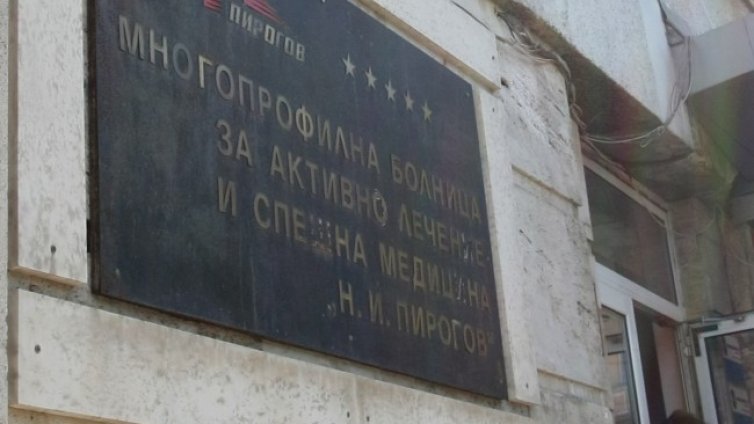 ПИРОГОВ
МНОГОПРОФИЛНА БОЛНИЦА
ЗА АКТИВНО ЛЕЧЕНИЕ
И СПЕШНА МЕДИЦИНА
„Н. И. ПИРОГОВ"